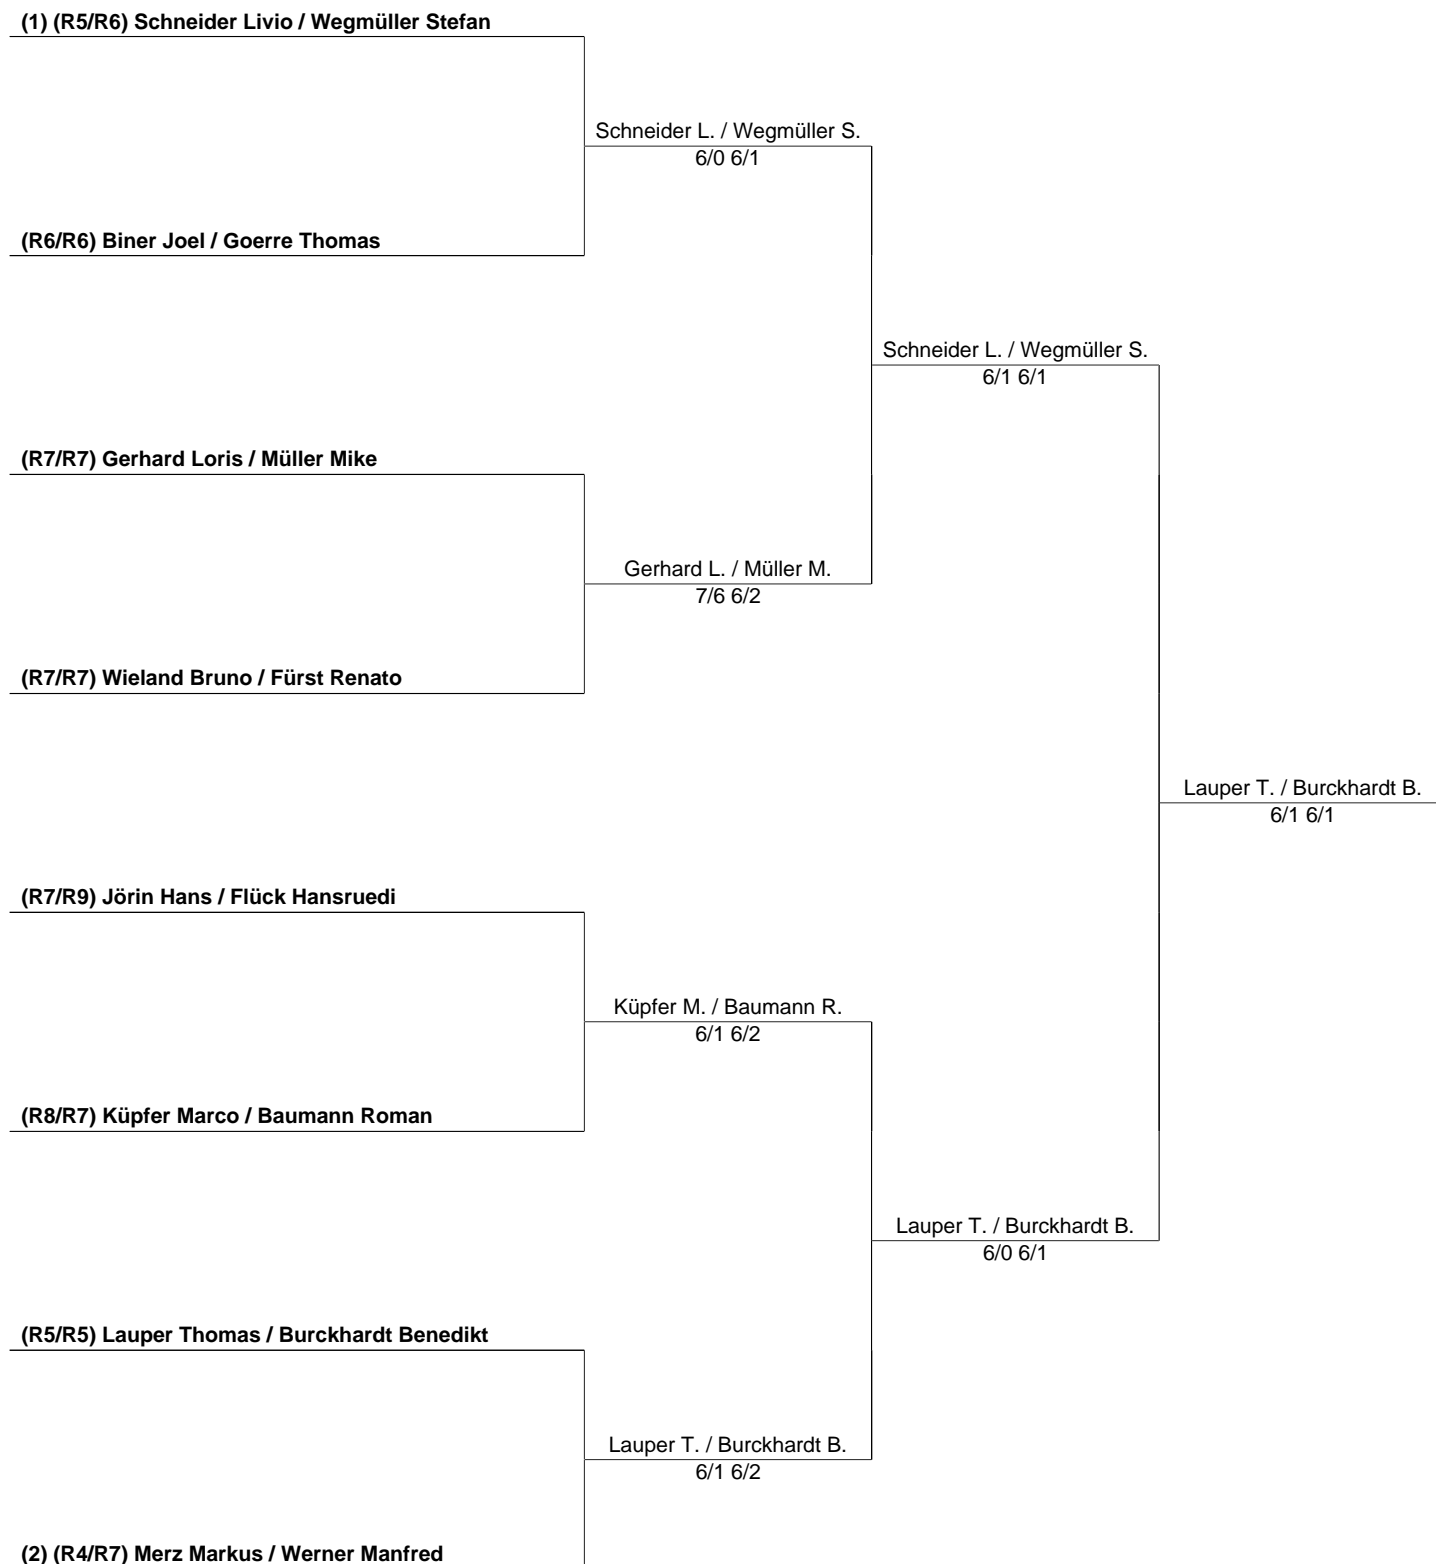 (1) (R5/R6) Schneider Livio / Wegmüller Stefan
Schneider L. / Wegmüller S.
6/0 6/1
(R6/R6) Biner Joel / Goerre Thomas
Schneider L. / Wegmüller S.
6/1 6/1
(R7/R7) Gerhard Loris / Müller Mike
Gerhard L. / Müller M.
7/6 6/2
(R7/R7) Wieland Bruno / Fürst Renato
Lauper T. / Burckhardt B.
6/1 6/1
(R7/R9) Jörin Hans / Flück Hansruedi
Küpfer M. / Baumann R.
6/1 6/2
(R8/R7) Küpfer Marco / Baumann Roman
Lauper T. / Burckhardt B.
6/0 6/1
(R5/R5) Lauper Thomas / Burckhardt Benedikt
Lauper T. / Burckhardt B.
6/1 6/2
(2) (R4/R7) Merz Markus / Werner Manfred